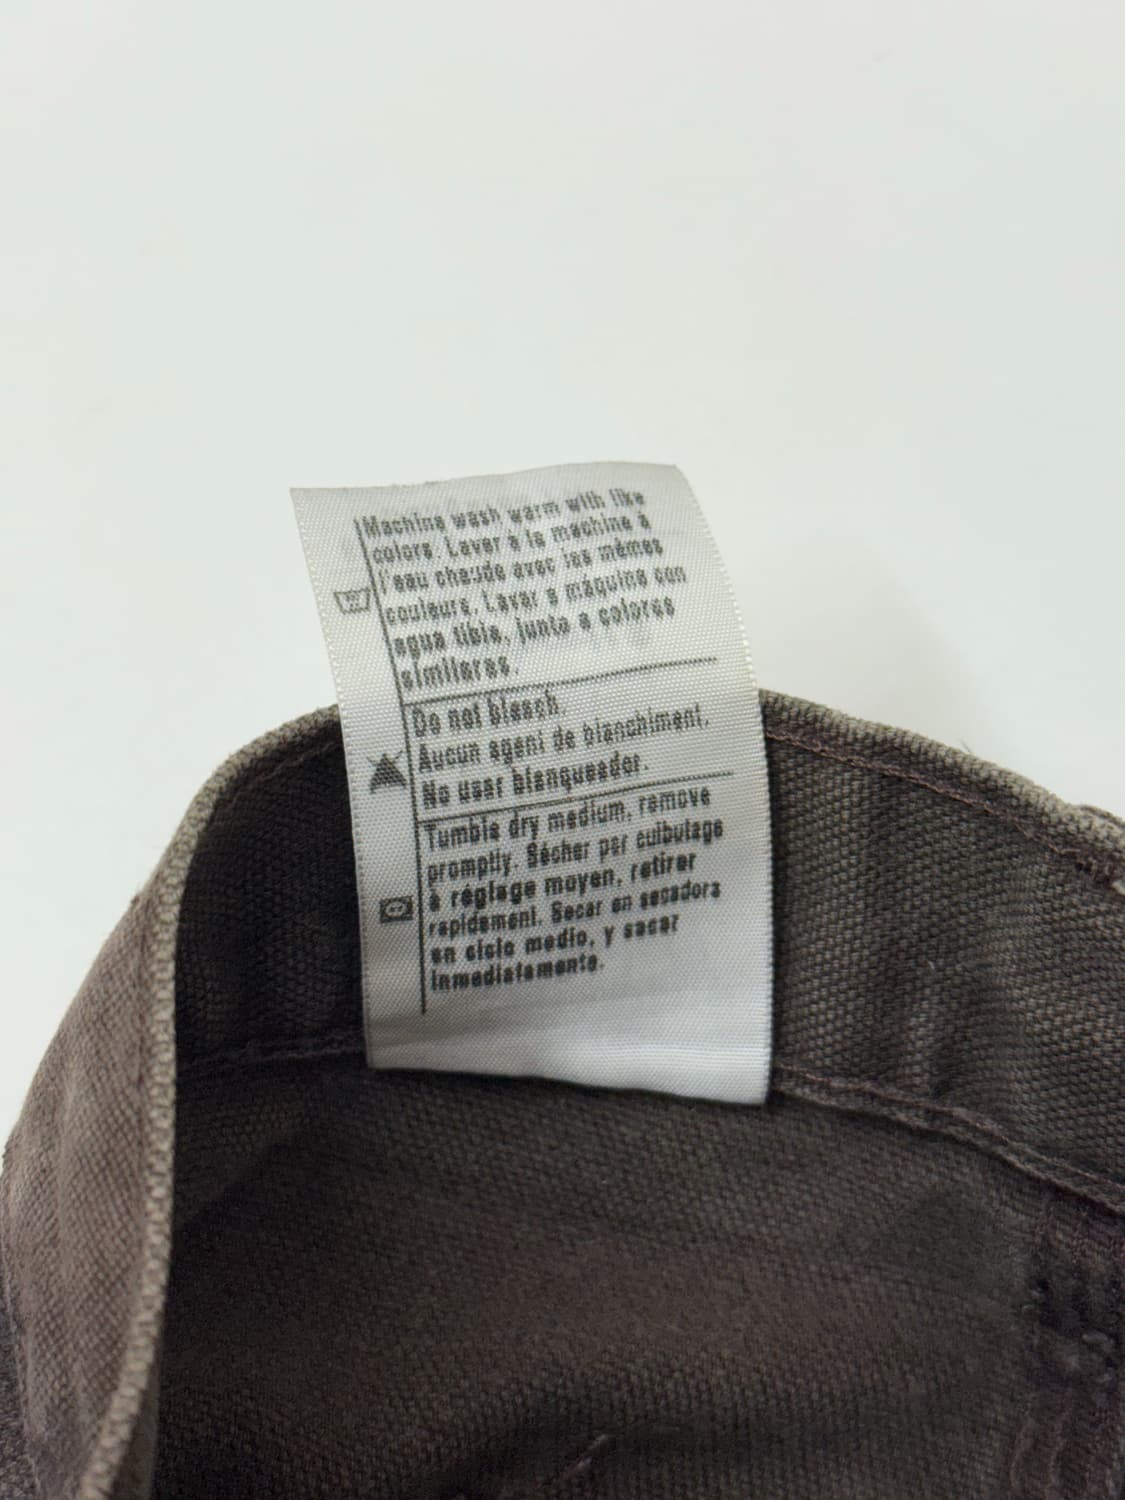 Machine wash warm with like
colors. Laver à la machine à
l'eau chaude avec les mêmes
couleurs. Lavar a máquina con
agua tibia, junto a colores
similares.
Do not bleach.
Aucun agent de blanchiment.
No usar blanqueador.
Tumble dry medium, remove
promptly. Sécher par culbutage
à réglage moyen, retirer
rapidement. Secar en secadora
en ciclo medio, y sacar
inmediatamente.